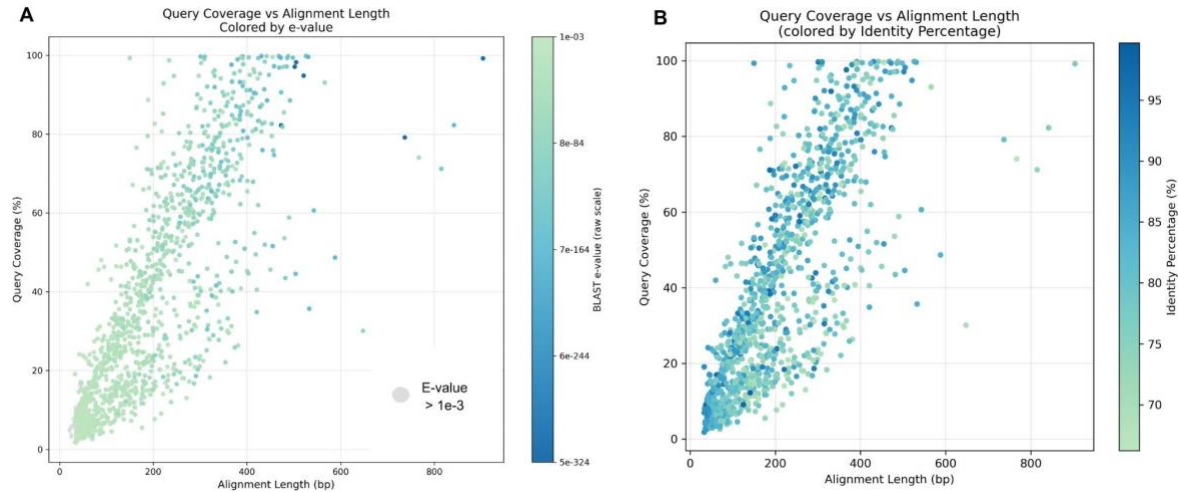 A
Query Coverage vs Alignment Length
Colored by e-value
100
80
60
40
20
0
Query Coverage (%)
0
200
400
600
800
Alignment Length (bp)
E-value
> 1e-3
1e-03
8e-84
7e-164
6e-244
5e-324
BLAST e-value (raw scale)
B
Query Coverage vs Alignment Length
(colored by Identity Percentage)
100
80
60
40
20
0
Query Coverage (%)
0
200
400
600
800
Alignment Length (bp)
95
90
85
80
75
70
Identity Percentage (%)